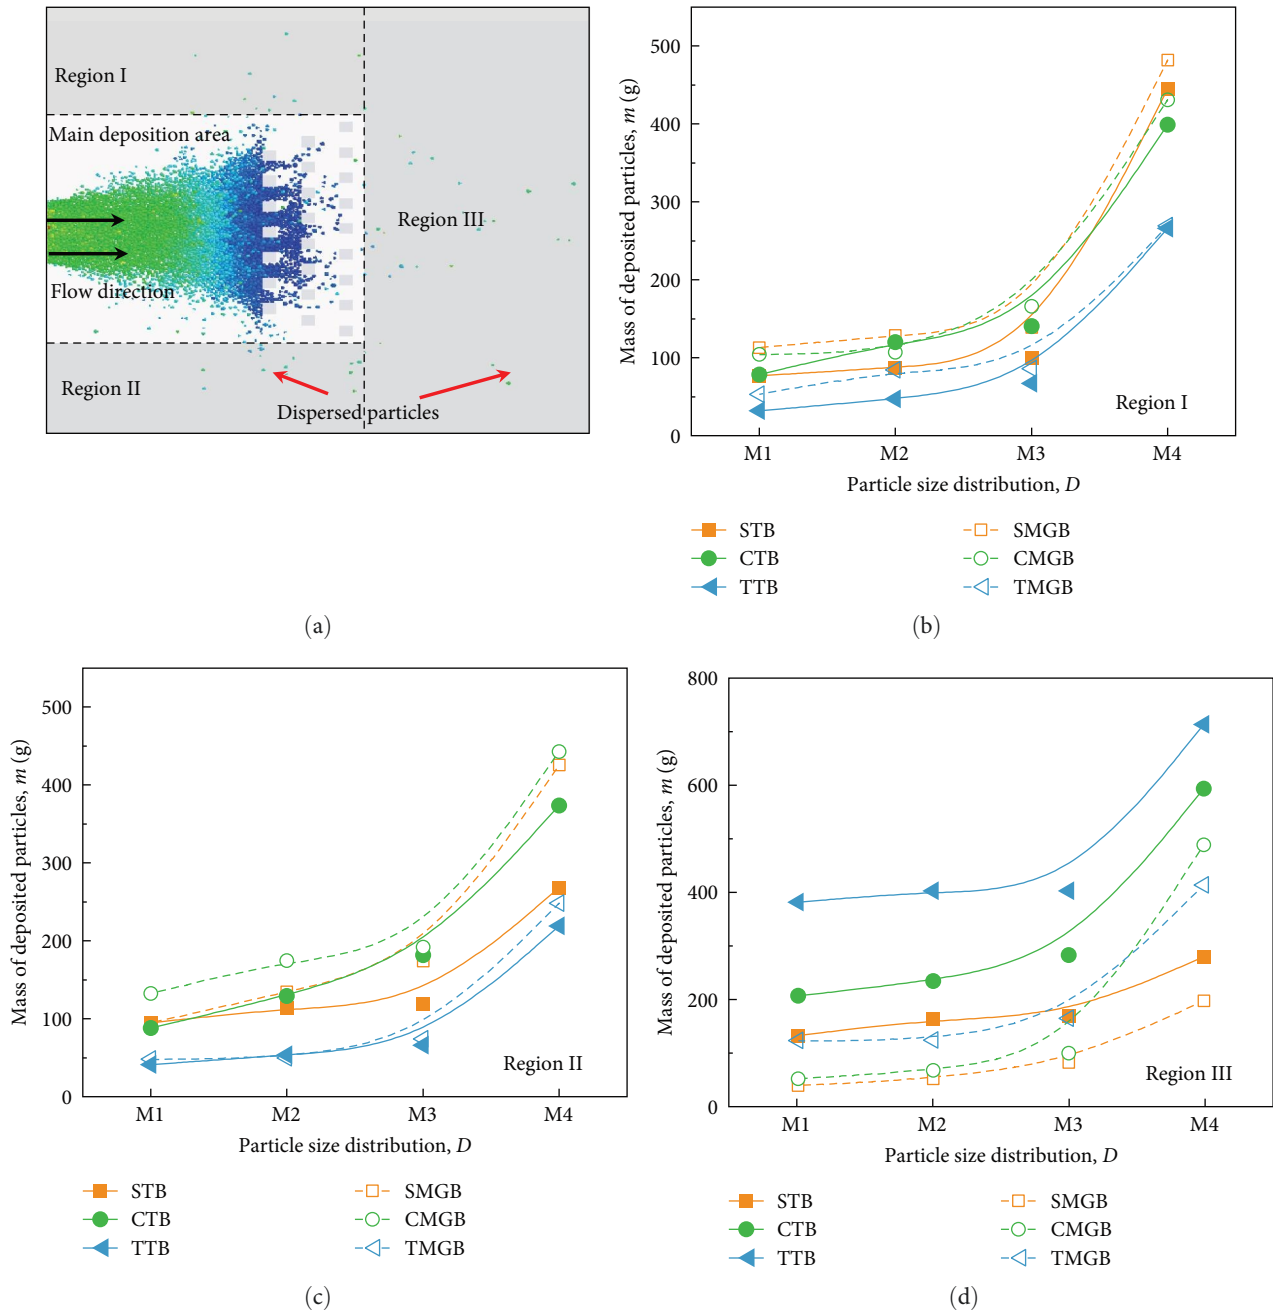 Region I
Main deposition area
Region III
Flow direction
Region II
Dispersed particles
(a)
Mass of deposited particles, m (g)
500
400
300
200
100
0
Region I
M1 M2 M3 M4
Particle size distribution, D
STB SMGB
CTB CMGB
TTB TMGB
(b)
Mass of deposited particles, m (g)
500
400
300
200
100
0
Region II
M1 M2 M3 M4
Particle size distribution, D
STB SMGB
CTB CMGB
TTB TMGB
(c)
Mass of deposited particles, m (g)
800
600
400
200
0
Region III
M1 M2 M3 M4
Particle size distribution, D
STB SMGB
CTB CMGB
TTB TMGB
(d)